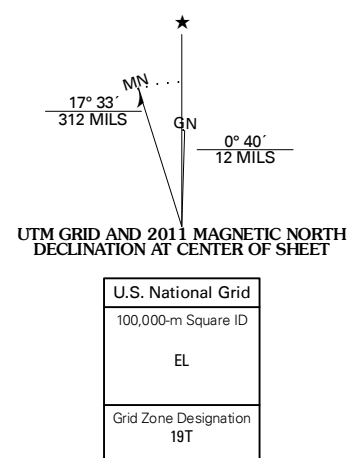 MN
17° 33´
312 MILS
GN
0° 40´
12 MILS
UTM GRID AND 2011 MAGNETIC NORTH
DECLINATION AT CENTER OF SHEET
U.S. National Grid
100,000-m Square ID
EL
Grid Zone Designation
19T